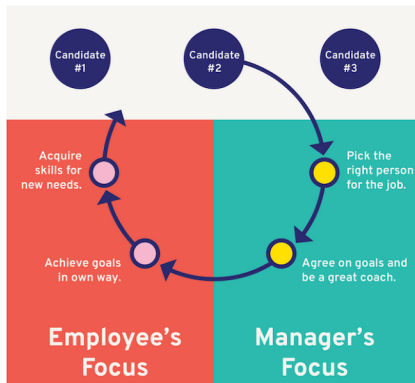 Candidate
#1
Candidate
#2
Candidate
#3
Acquire
skills for
new needs.
Pick the
right person
for the job.
Achieve goals
in own way.
Agree on goals and
be a great coach.
Employee's
Focus
Manager's
Focus